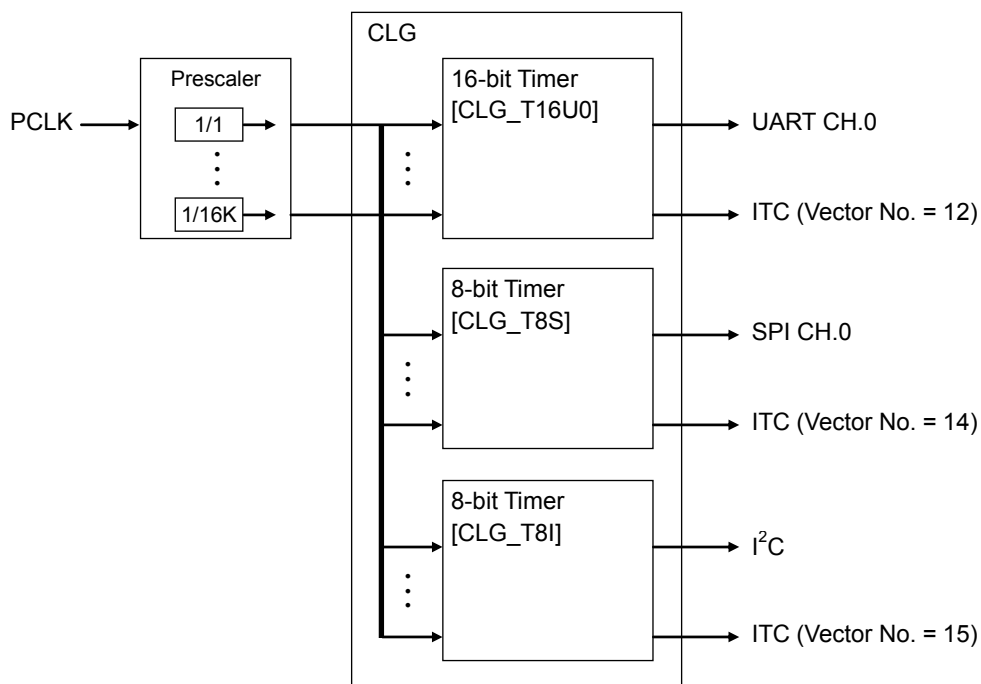 CLG
Prescaler
PCLK
1/1
1/16K
16-bit Timer
[CLG_T16U0]
UART CH.0
ITC (Vector No. = 12)
8-bit Timer
[CLG_T8S]
SPI CH.0
ITC (Vector No. = 14)
8-bit Timer
[CLG_T8I]
I²C
ITC (Vector No. = 15)